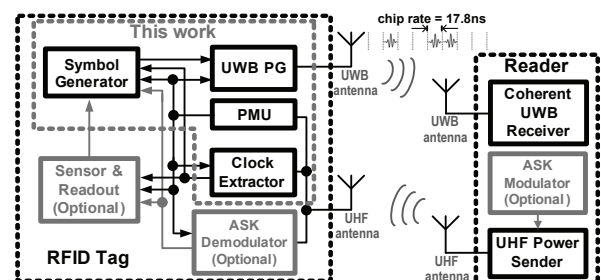 This work
chip rate = 17.8ns
Symbol
Generator
UWB PG
UWB
antenna
PMU
Clock
Extractor
Sensor &
Readout
(Optional)
ASK
Demodulator
(Optional)
UHF
antenna
RFID Tag
Reader
Coherent
UWB
Receiver
UWB
antenna
ASK
Modulator
(Optional)
UHF Power
Sender
UHF
antenna